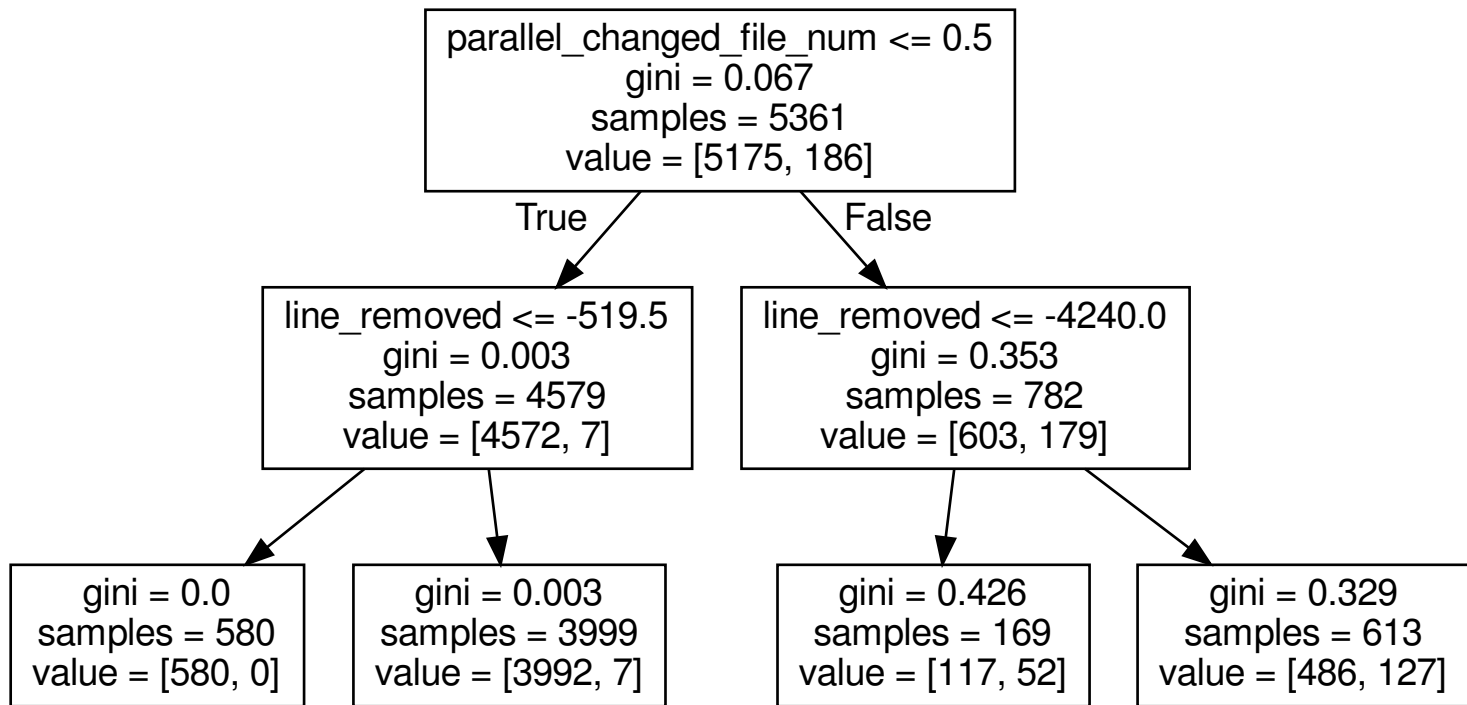 parallel_changed_file_num <= 0.5
gini = 0.067
samples = 5361
value = [5175, 186]
True
False
line_removed <= -519.5
gini = 0.003
samples = 4579
value = [4572, 7]
line_removed <= -4240.0
gini = 0.353
samples = 782
value = [603, 179]
gini = 0.0
samples = 580
value = [580, 0]
gini = 0.003
samples = 3999
value = [3992, 7]
gini = 0.426
samples = 169
value = [117, 52]
gini = 0.329
samples = 613
value = [486, 127]